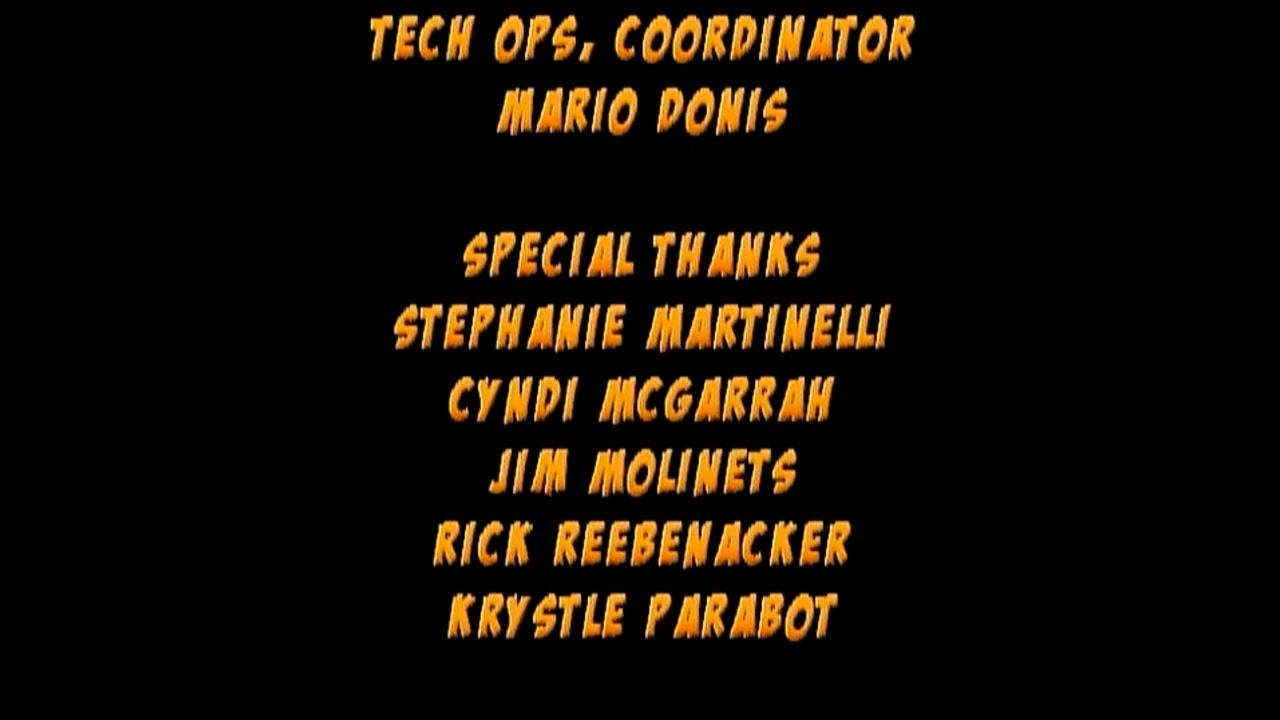 TECH OPS, COORDINATOR
MARIO DONIS
SPECIAL THANKS
STEPHANIE MARTINELLI
CYNDI MCGARRAH
JIM MOLINETS
RICK REEBENACKER
KRYSTLE PARABOT